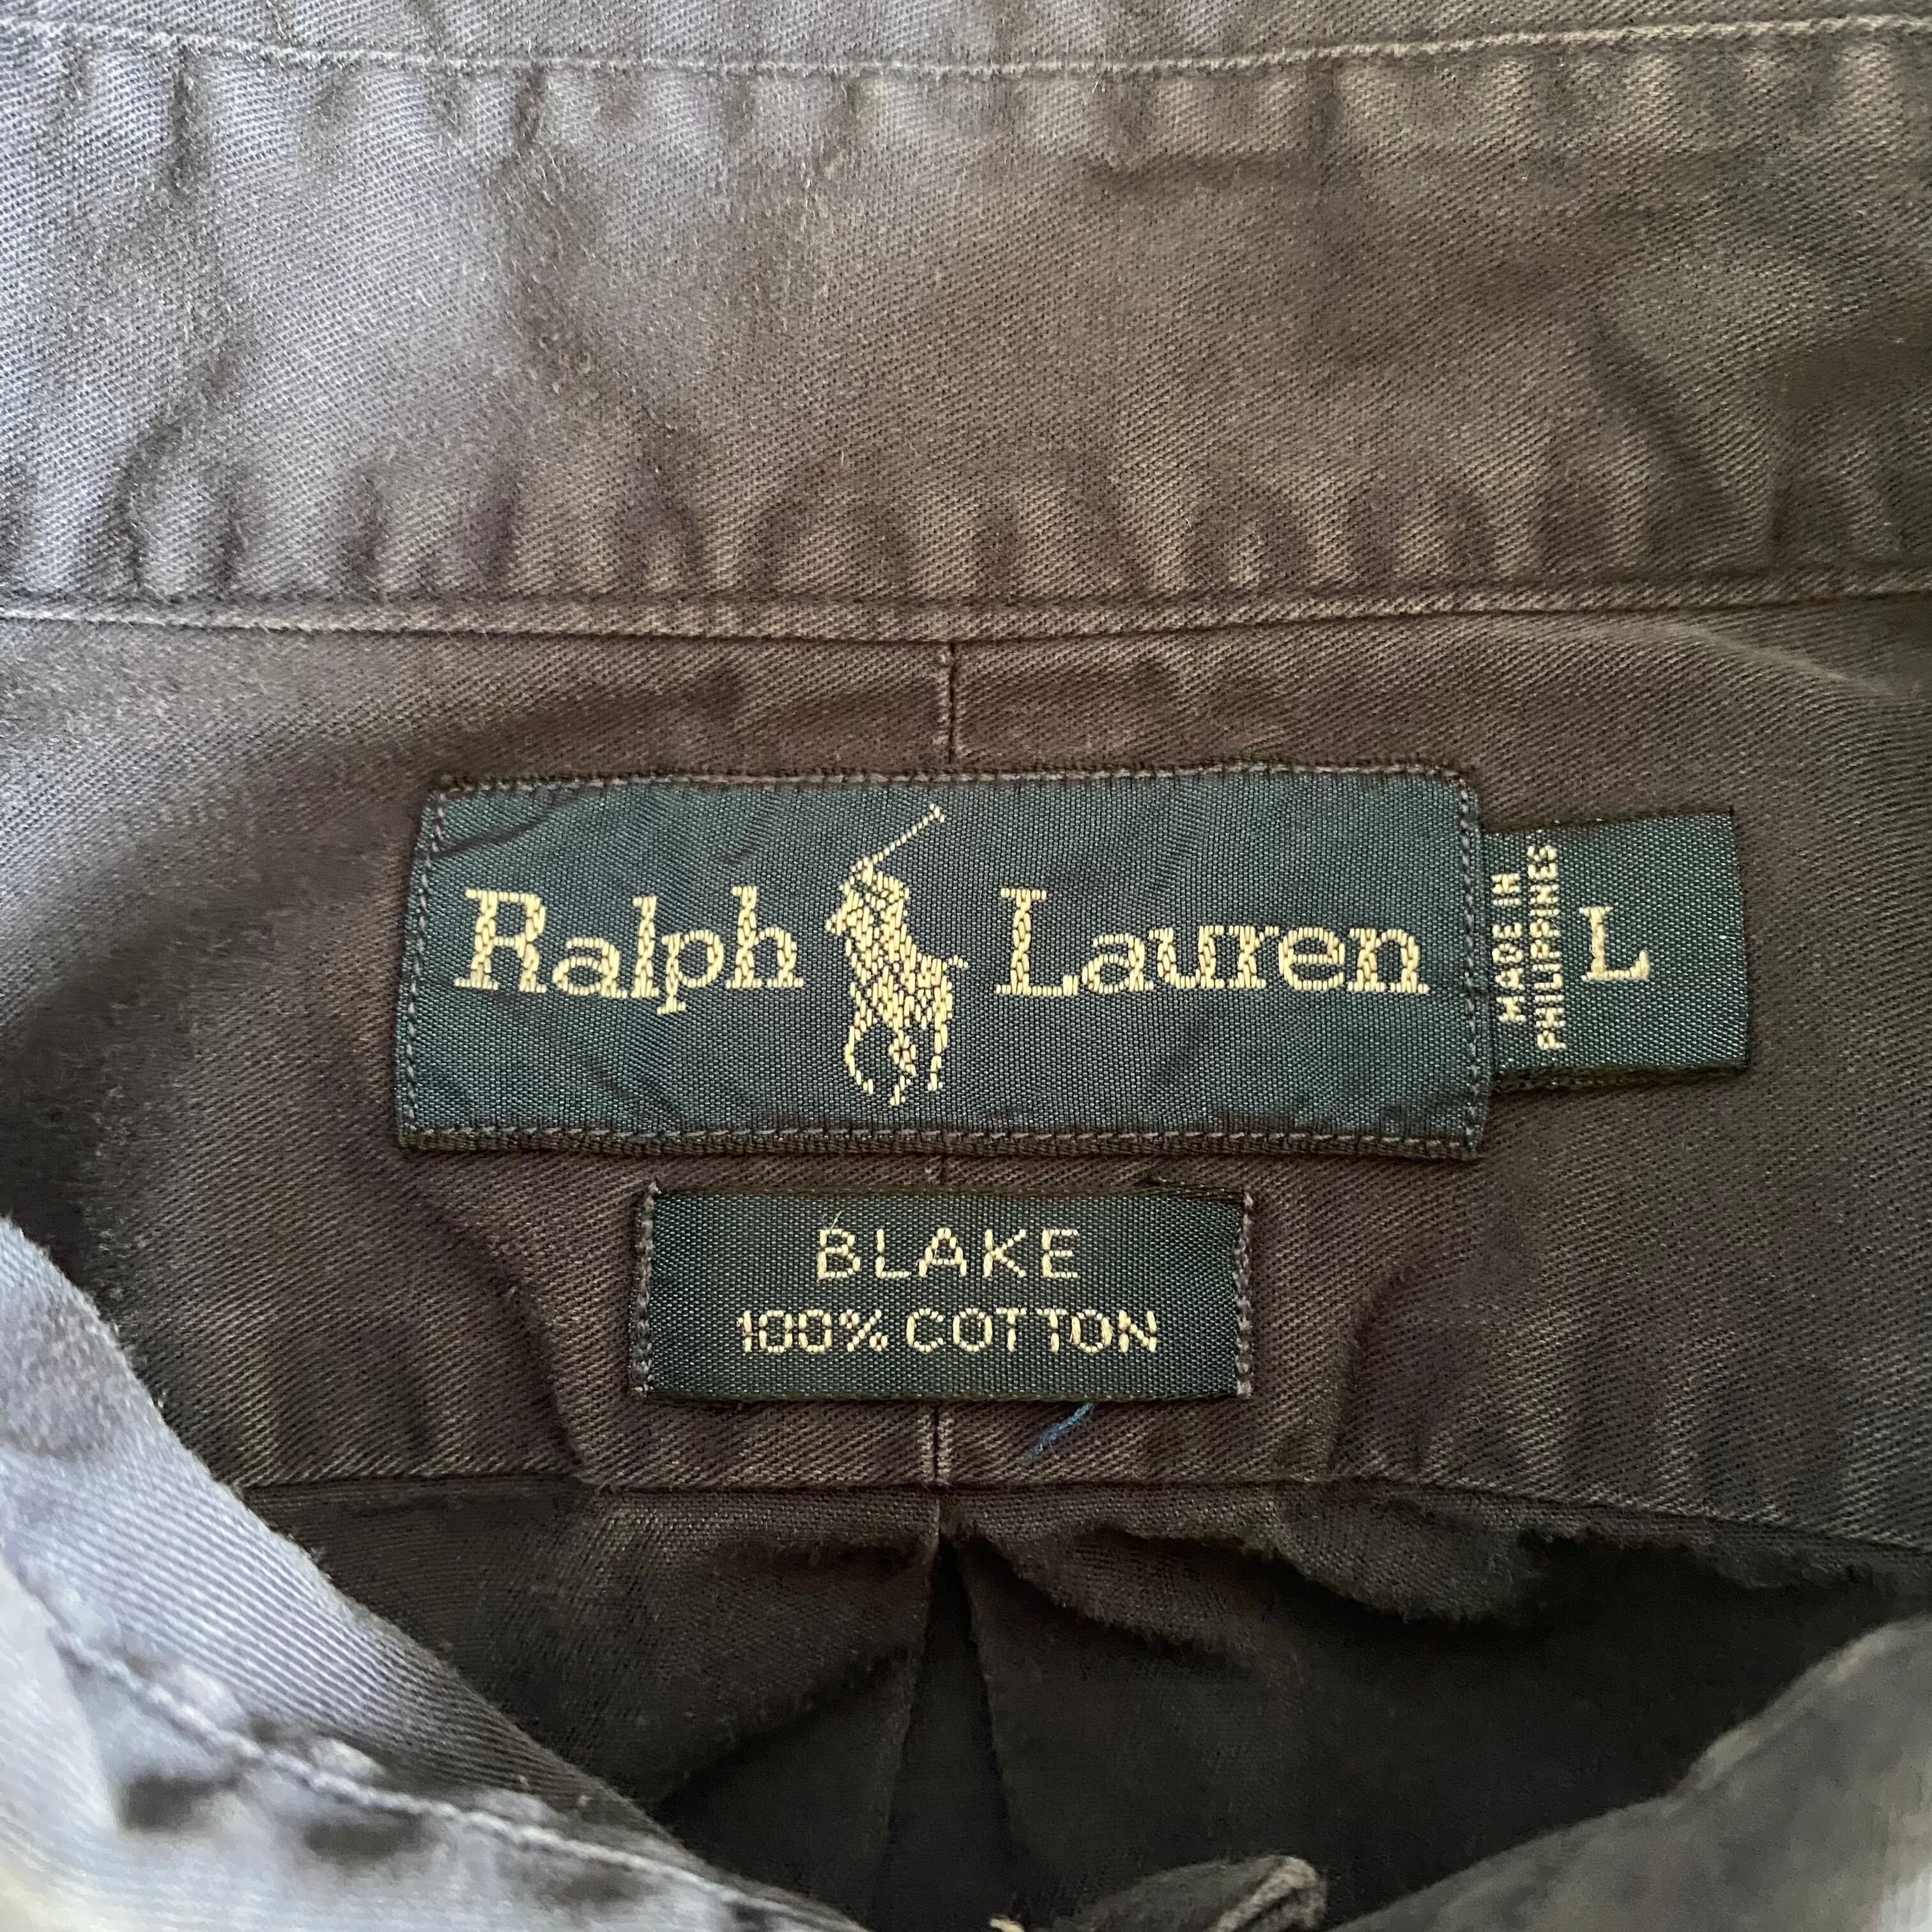 Ralph Lauren
MADE IN
PHILIPPINES
L
BLAKE
100% COTTON